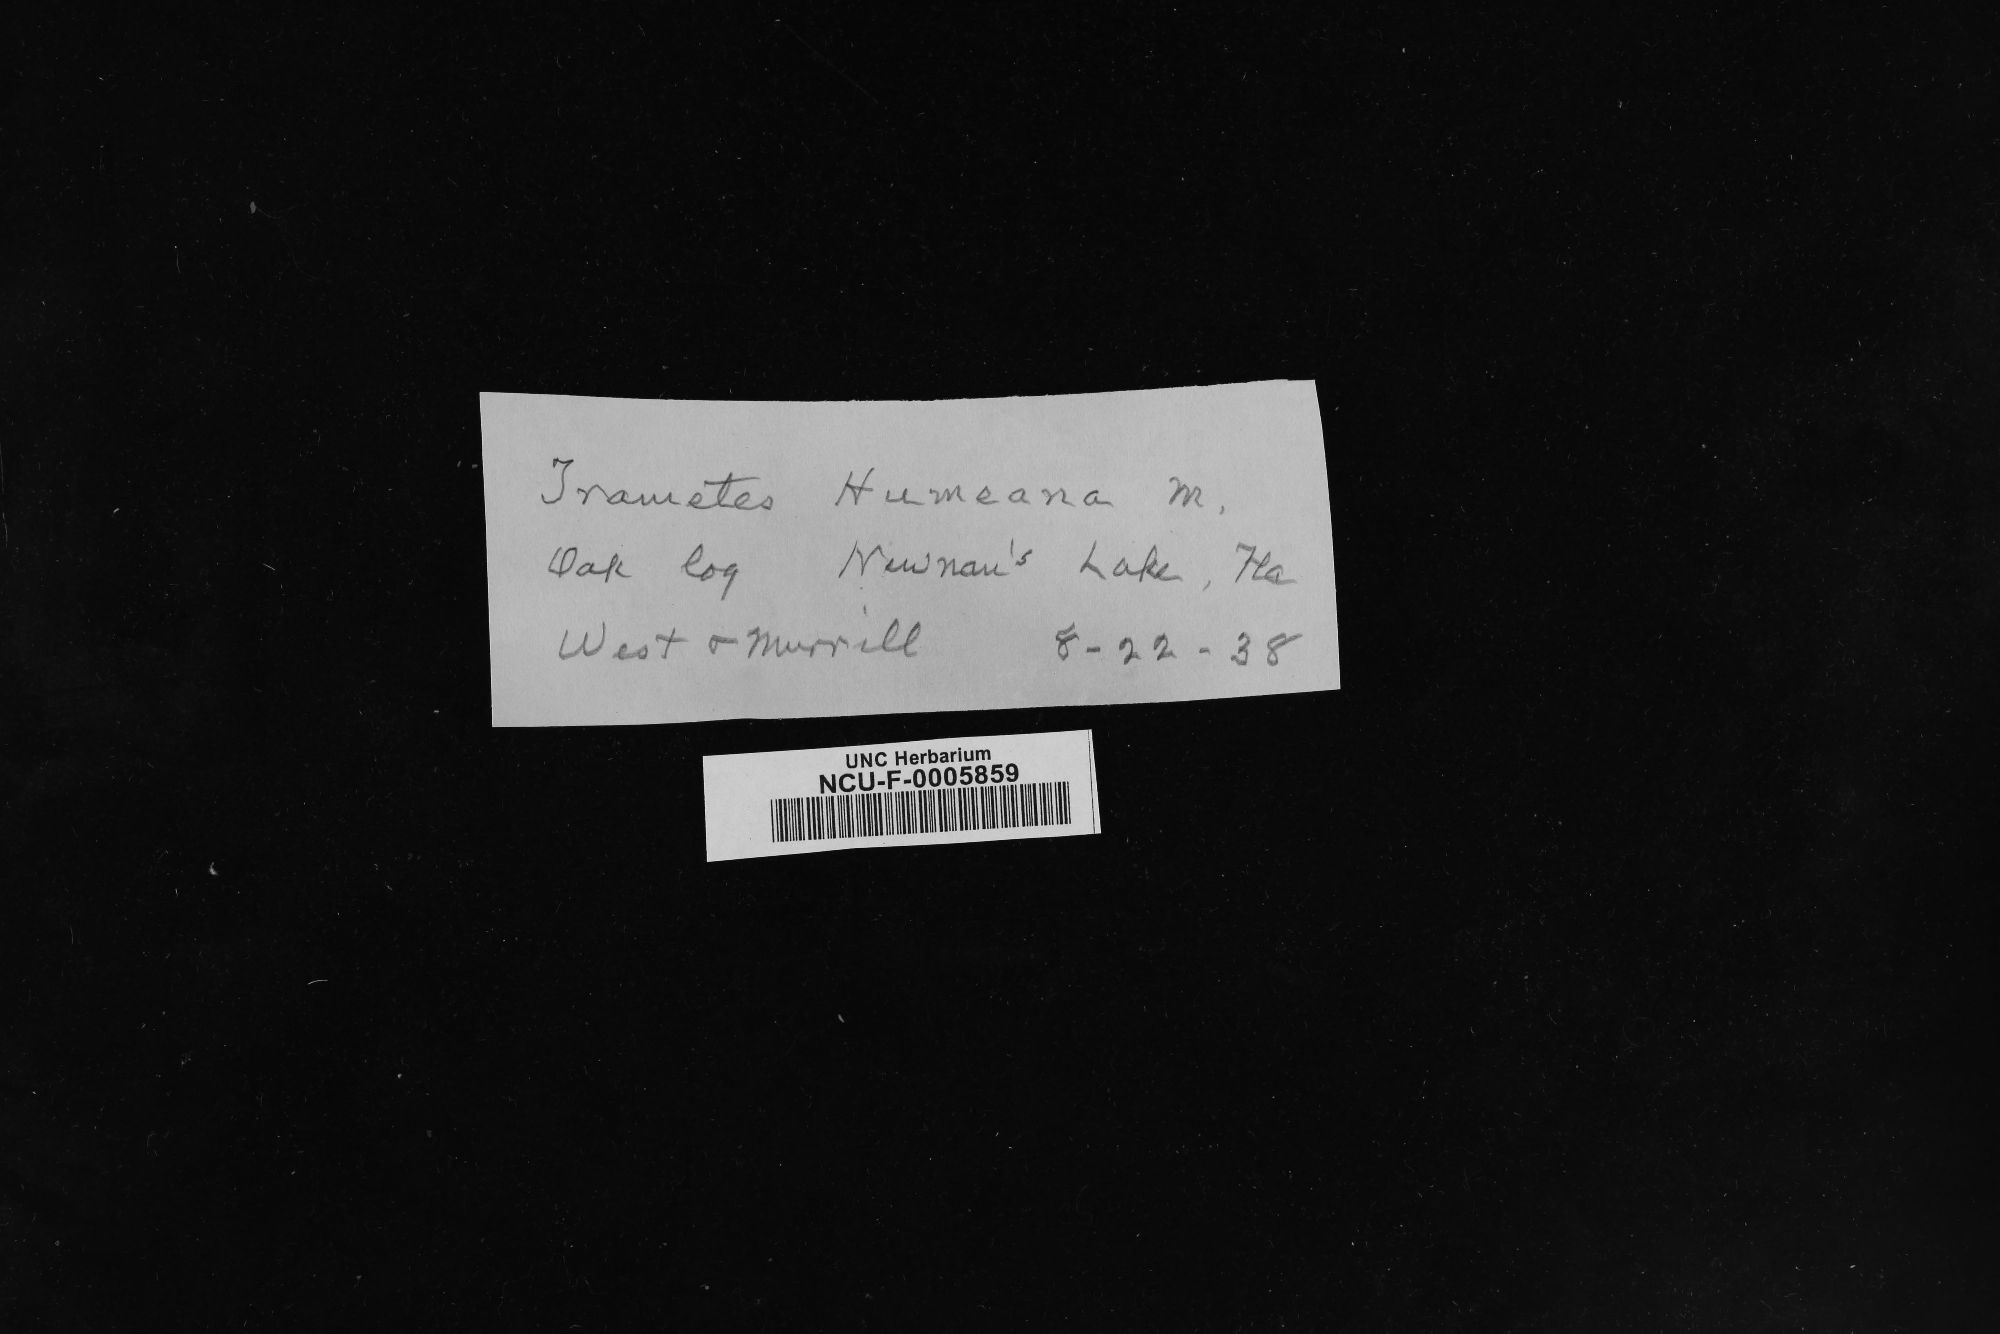 Trametes Humeana M.
Oak log Newnan's Lake, Fla
West & Murrill 8-22-38
UNC Herbarium
NCU-F-0005859